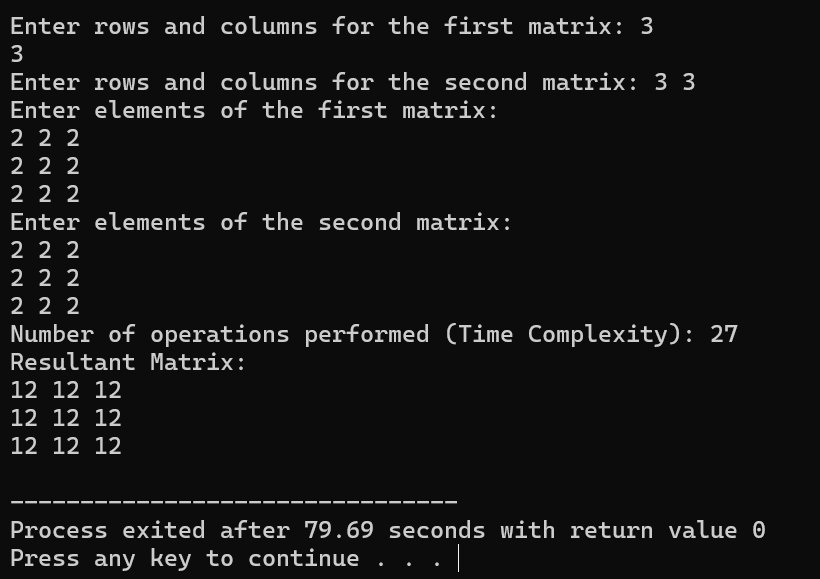 Enter rows and columns for the first matrix: 3
3
Enter rows and columns for the second matrix: 3 3
Enter elements of the first matrix:
2 2 2
2 2 2
2 2 2
Enter elements of the second matrix:
2 2 2
2 2 2
2 2 2
Number of operations performed (Time Complexity): 27
Resultant Matrix:
12 12 12
12 12 12
12 12 12
--------------------------------
Process exited after 79.69 seconds with return value 0
Press any key to continue . . .